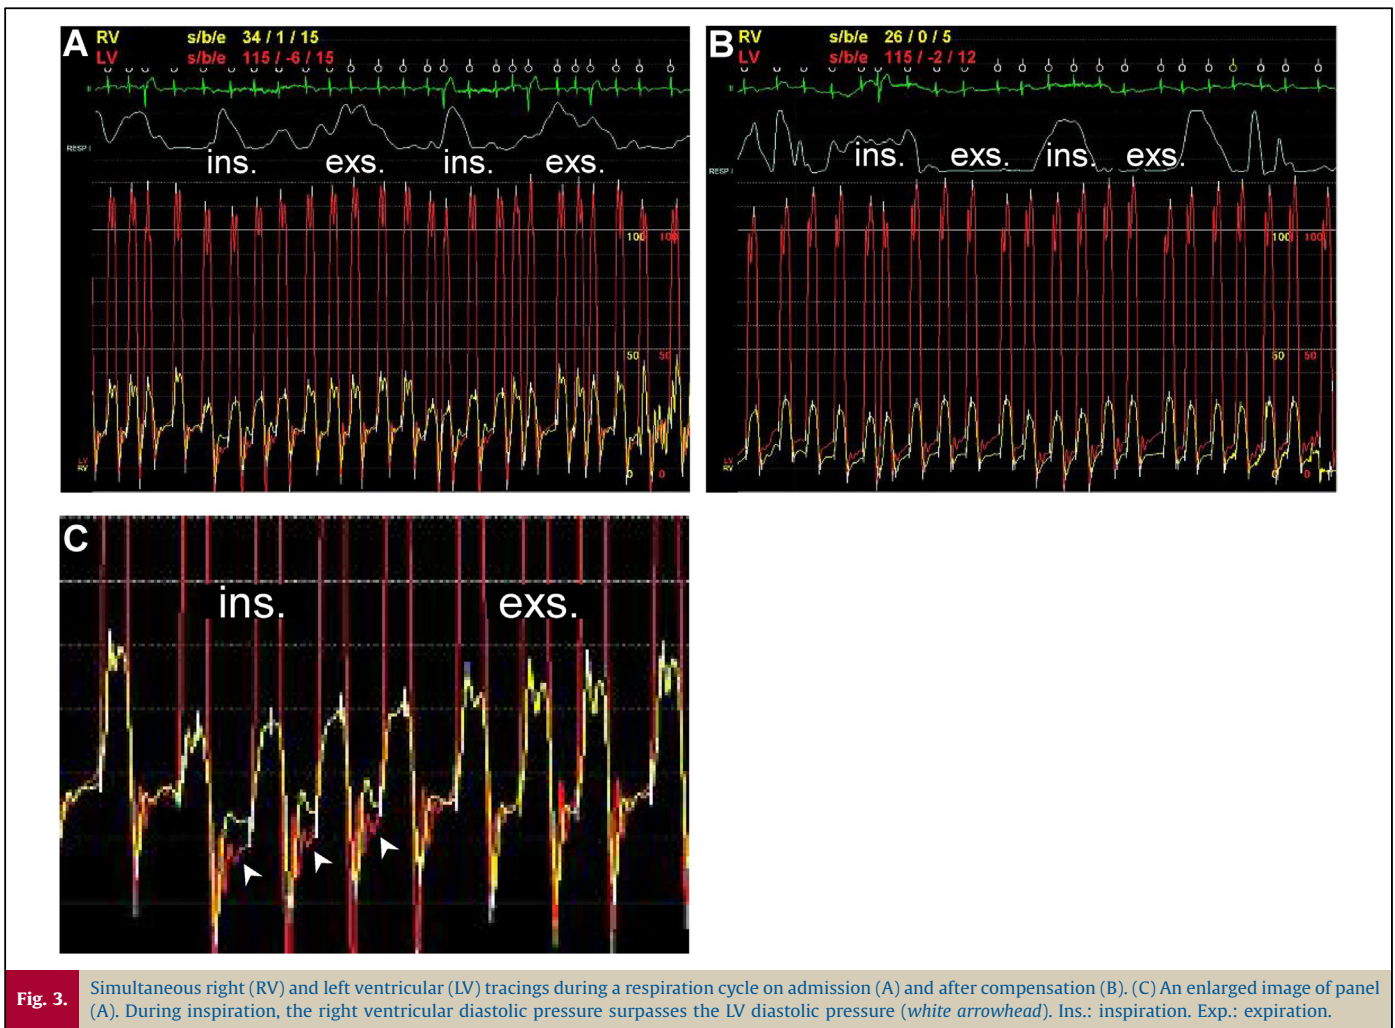 A
RV s/b/e 34 / 1 / 15
LV s/b/e 115 / -6 / 15
II
RESP I
ins. exs. ins. exs.
100 100
50 50
LV
RV
0 0
B
RV s/b/e 26 / 0 / 5
LV s/b/e 115 / -2 / 12
II
RESP I
ins. exs. ins. exs.
100 100
50 50
LV
RV
0 0
C
ins. exs.
Fig. 3.
Simultaneous right (RV) and left ventricular (LV) tracings during a respiration cycle on admission (A) and after compensation (B). (C) An enlarged image of panel
(A). During inspiration, the right ventricular diastolic pressure surpasses the LV diastolic pressure (white arrowhead). Ins.: inspiration. Exp.: expiration.